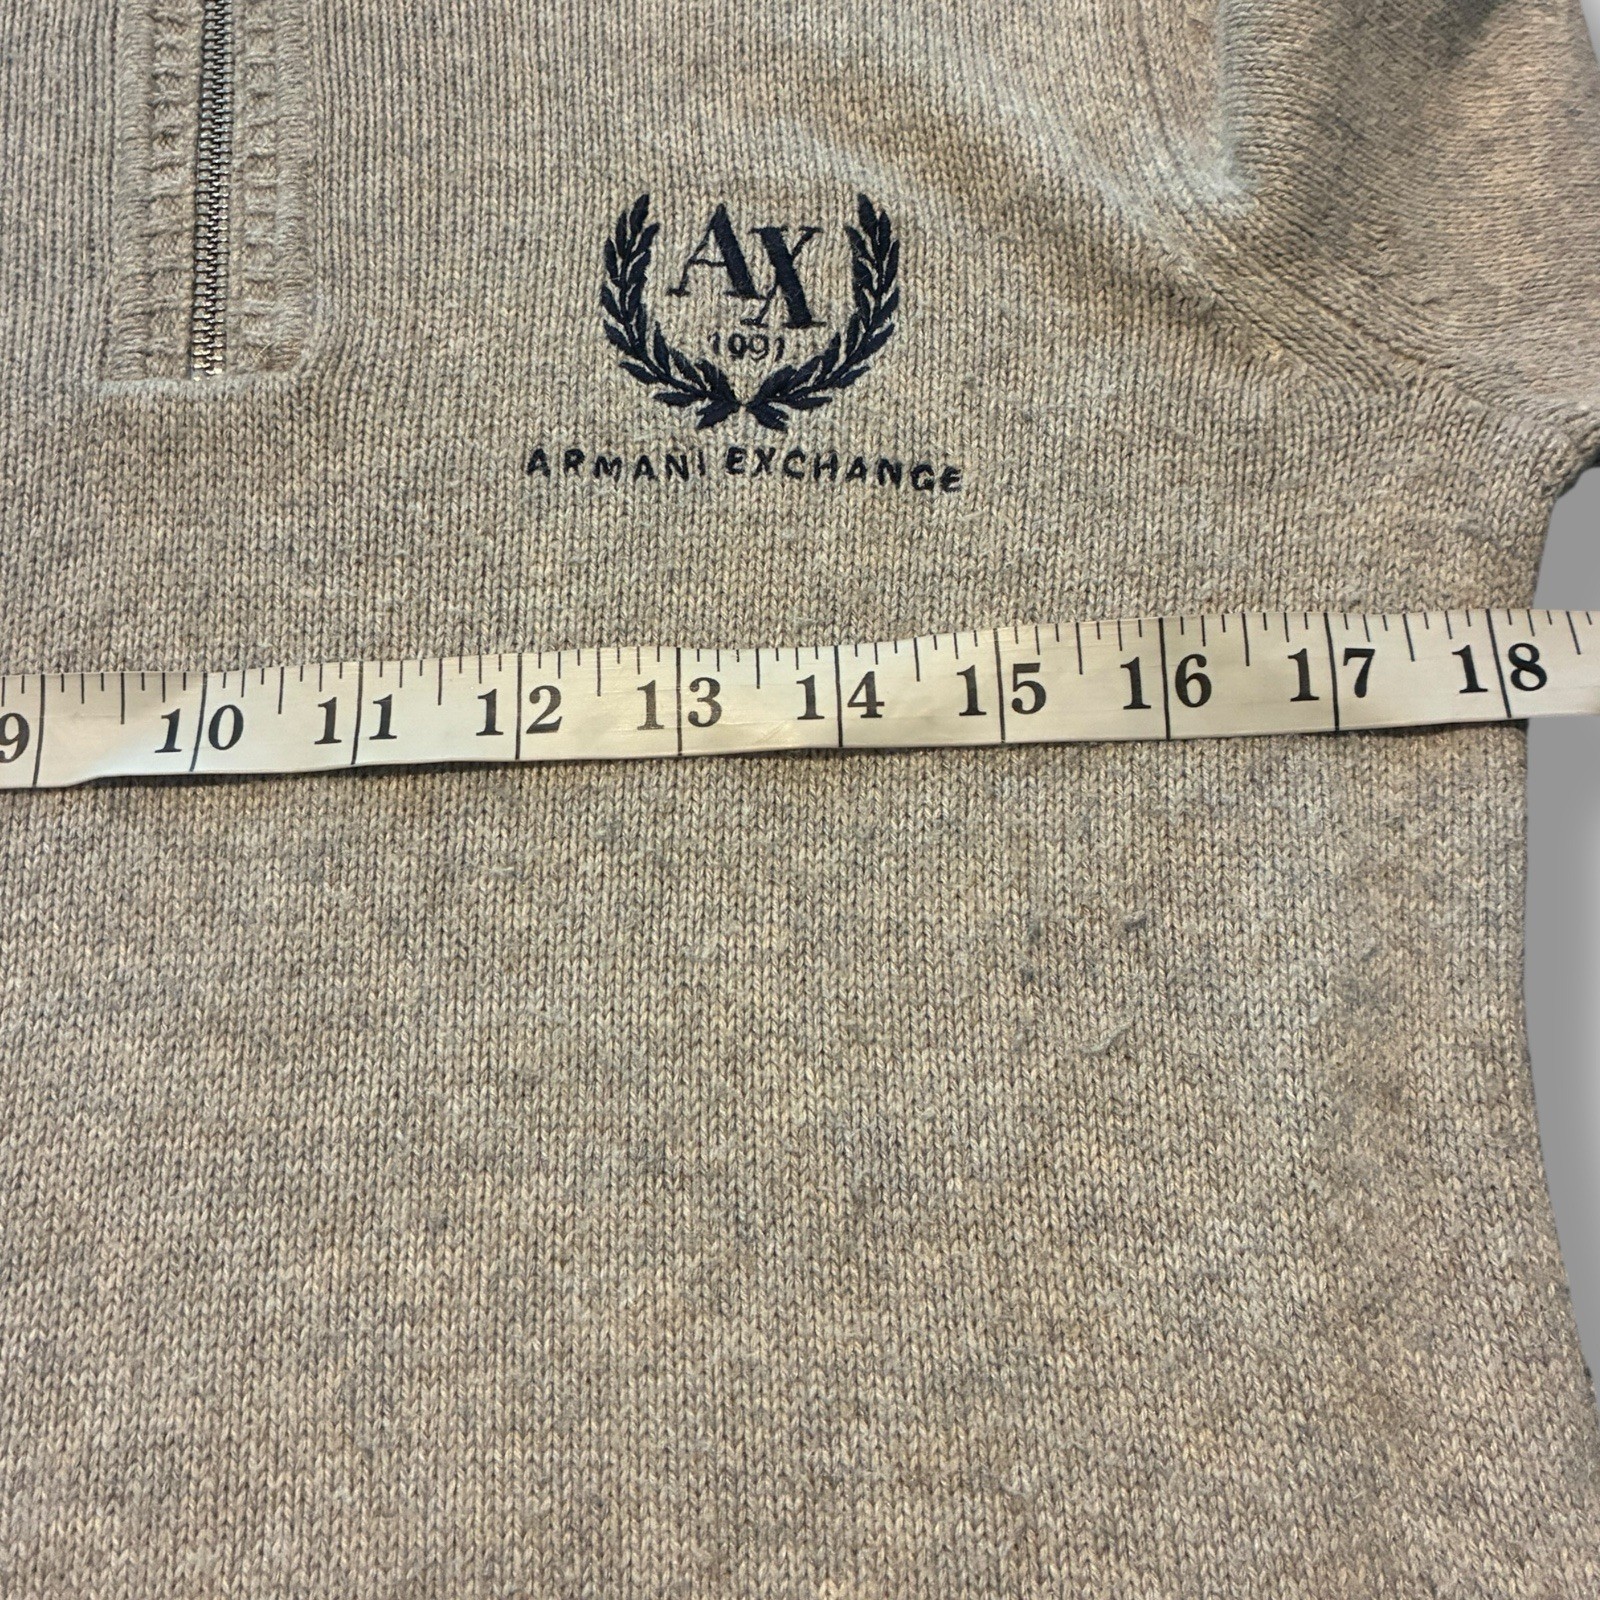 AX
1991
ARMANI EXCHANGE
9 10 11 12 13 14 15 16 17 18